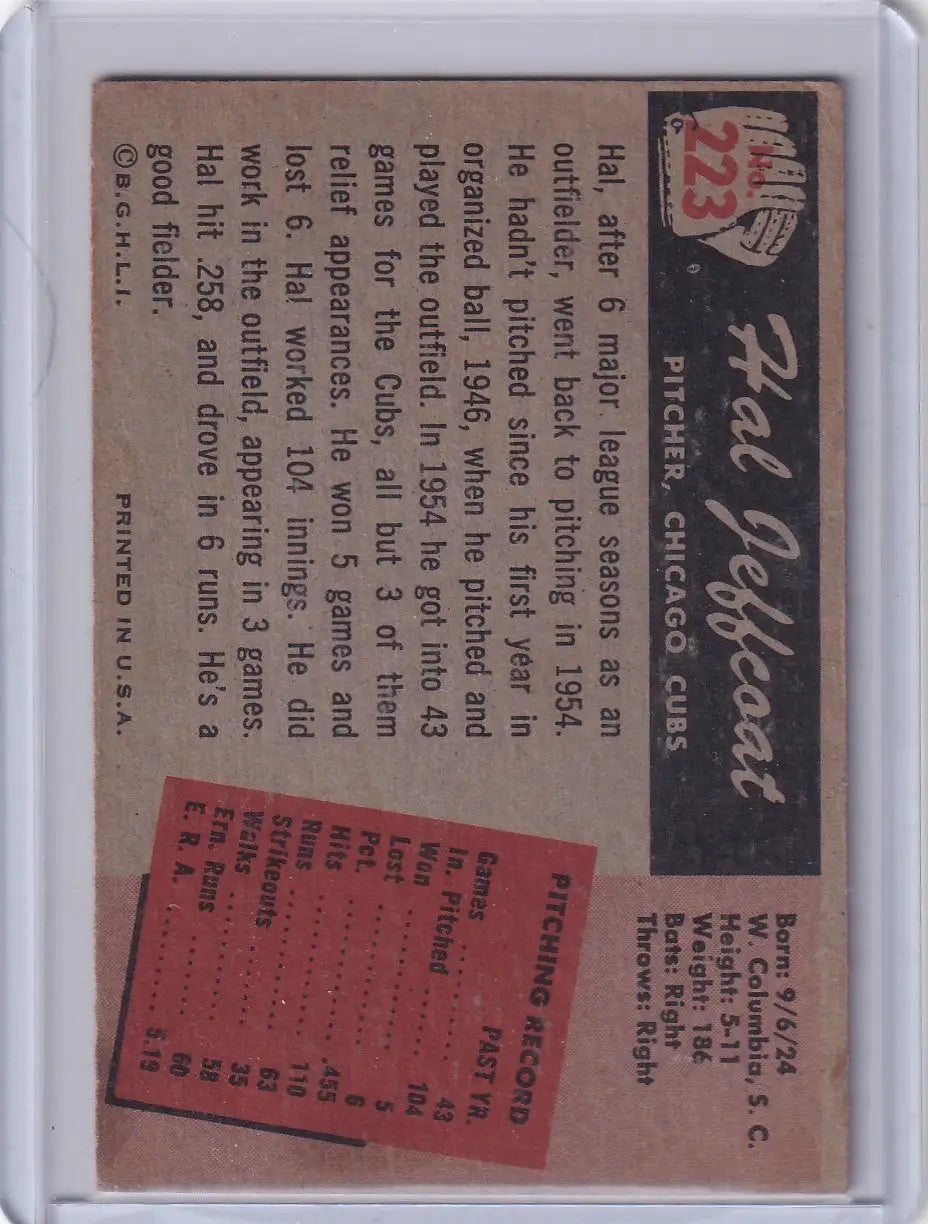 No.
223
Hal Jeffcoat
PITCHER, CHICAGO CUBS
Born: 9/6/24
W. Columbia, S. C.
Height: 5-11
Weight: 186
Bats: Right
Throws: Right
Hal, after 6 major league seasons as an
outfielder, went back to pitching in 1954.
He hadn't pitched since his first year in
organized ball, 1946, when he pitched and
played the outfield. In 1954 he got into 43
games for the Cubs, all but 3 of them
relief appearances. He won 5 games and
lost 6. Hal worked 104 innings. He did
work in the outfield, appearing in 3 games.
Hal hit .258, and drove in 6 runs. He's a
good fielder.
©B.G.H.L.I. PRINTED IN U.S.A.
PITCHING RECORD
PAST YR.
Games 43
In. Pitched 104
Won 5
Lost 6
Pct. .455
Hits 110
Runs 63
Strikeouts 35
Walks 58
Ern. Runs 60
E. R. A. 5.19